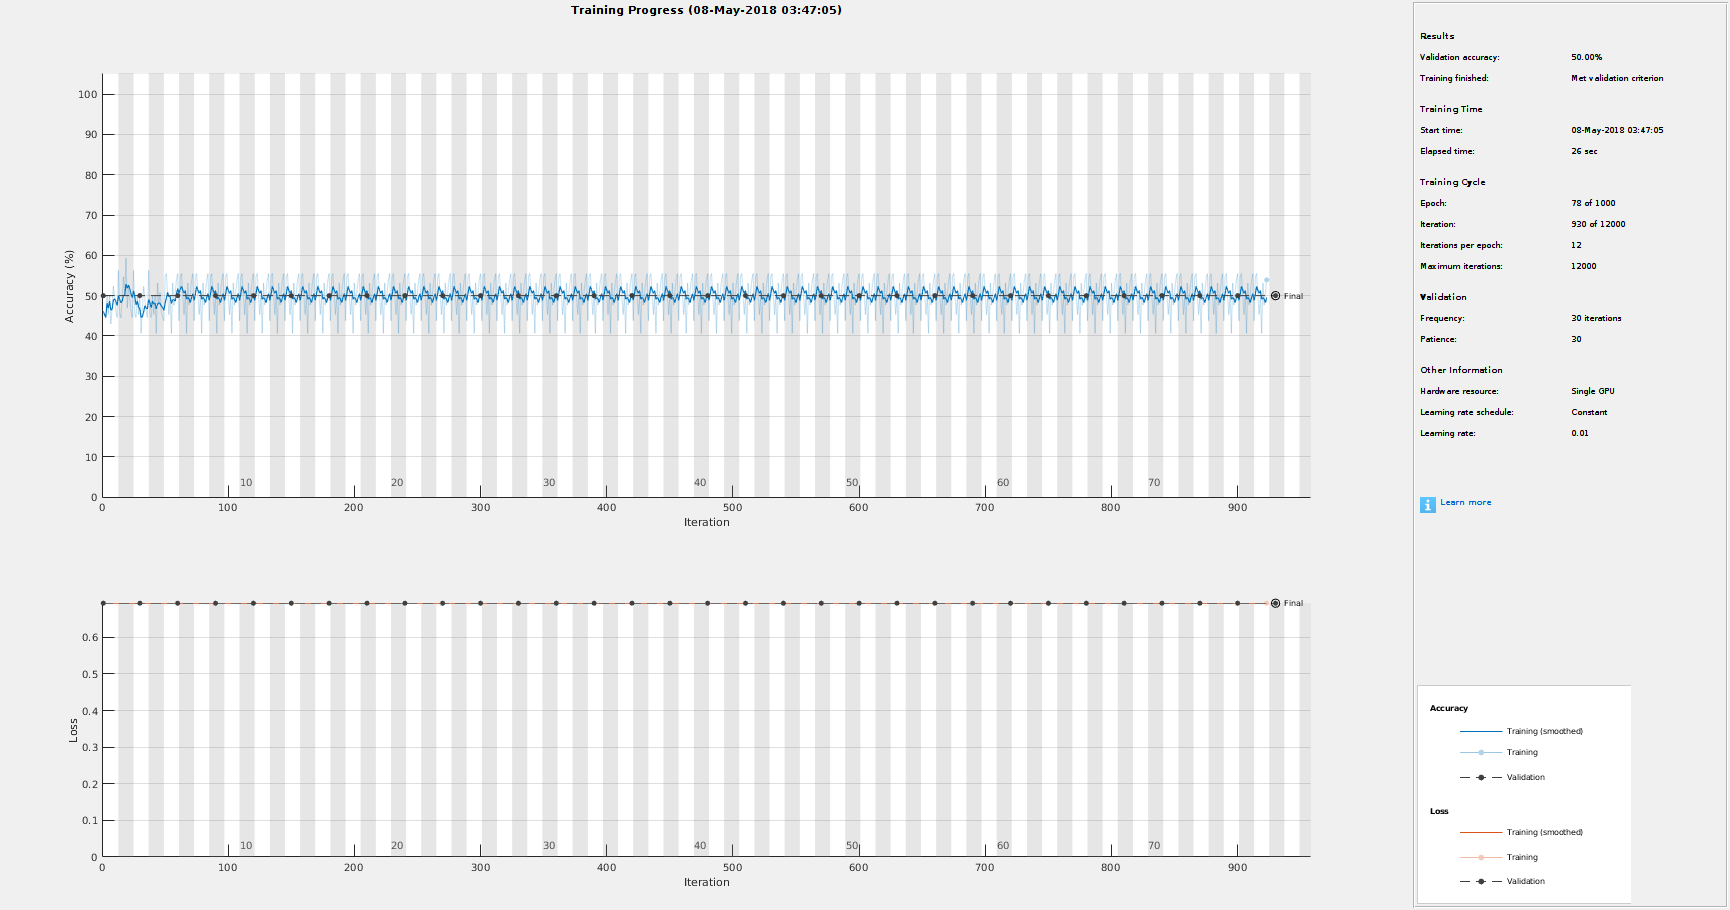 Training Progress (08-May-2018 03:47:05)
100
90
80
70
60
50
40
30
20
10
0
Accuracy (%)
Final
10 20 30 40 50 60 70
0 100 200 300 400 500 600 700 800 900
Iteration
Final
0.6
0.5
0.4
0.3
0.2
0.1
0
Loss
10 20 30 40 50 60 70
0 100 200 300 400 500 600 700 800 900
Iteration
Results
Validation accuracy: 50.00%
Training finished: Met validation criterion
Training Time
Start time: 08-May-2018 03:47:05
Elapsed time: 26 sec
Training Cycle
Epoch: 78 of 1000
Iteration: 930 of 12000
Iterations per epoch: 12
Maximum iterations: 12000
Validation
Frequency: 30 iterations
Patience: 30
Other Information
Hardware resource: Single GPU
Learning rate schedule: Constant
Learning rate: 0.01
i Learn more
Accuracy
Training (smoothed)
Training
Validation
Loss
Training (smoothed)
Training
Validation